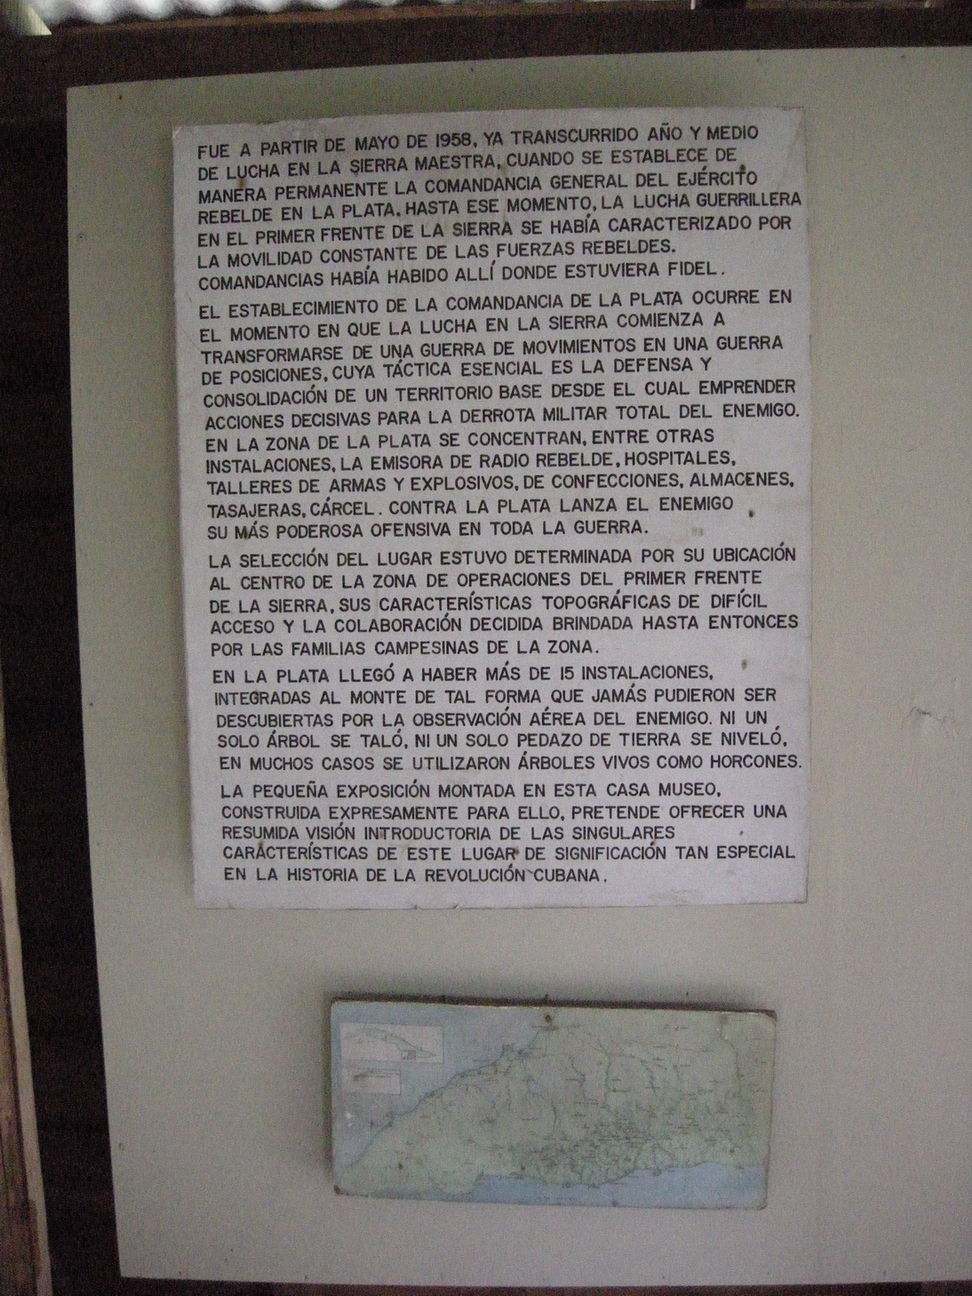 FUE A PARTIR DE MAYO DE 1958, YA TRANSCURRIDO AÑO Y MEDIO
DE LUCHA EN LA SIERRA MAESTRA, CUANDO SE ESTABLECE DE
MANERA PERMANENTE LA COMANDANCIA GENERAL DEL EJÉRCITO
REBELDE EN LA PLATA. HASTA ESE MOMENTO, LA LUCHA GUERRILLERA
EN EL PRIMER FRENTE DE LA SIERRA SE HABÍA CARACTERIZADO POR
LA MOVILIDAD CONSTANTE DE LAS FUERZAS REBELDES.
COMANDANCIAS HABÍA HABIDO ALLÍ DONDE ESTUVIERA FIDEL.
EL ESTABLECIMIENTO DE LA COMANDANCIA DE LA PLATA OCURRE EN
EL MOMENTO EN QUE LA LUCHA EN LA SIERRA COMIENZA A
TRANSFORMARSE DE UNA GUERRA DE MOVIMIENTOS EN UNA GUERRA
DE POSICIONES, CUYA TÁCTICA ESENCIAL ES LA DEFENSA Y
CONSOLIDACIÓN DE UN TERRITORIO BASE DESDE EL CUAL EMPRENDER
ACCIONES DECISIVAS PARA LA DERROTA MILITAR TOTAL DEL ENEMIGO.
EN LA ZONA DE LA PLATA SE CONCENTRAN, ENTRE OTRAS
INSTALACIONES, LA EMISORA DE RADIO REBELDE, HOSPITALES,
TALLERES DE ARMAS Y EXPLOSIVOS, DE CONFECCIONES, ALMACENES,
TASAJERAS, CÁRCEL. CONTRA LA PLATA LANZA EL ENEMIGO
SU MÁS PODEROSA OFENSIVA EN TODA LA GUERRA.
LA SELECCIÓN DEL LUGAR ESTUVO DETERMINADA POR SU UBICACIÓN
AL CENTRO DE LA ZONA DE OPERACIONES DEL PRIMER FRENTE
DE LA SIERRA, SUS CARACTERÍSTICAS TOPOGRÁFICAS DE DIFÍCIL
ACCESO Y LA COLABORACIÓN DECIDIDA BRINDADA HASTA ENTONCES
POR LAS FAMILIAS CAMPESINAS DE LA ZONA.
EN LA PLATA LLEGÓ A HABER MÁS DE 15 INSTALACIONES,
INTEGRADAS AL MONTE DE TAL FORMA QUE JAMÁS PUDIERON SER
DESCUBIERTAS POR LA OBSERVACIÓN AÉREA DEL ENEMIGO. NI UN
SOLO ÁRBOL SE TALÓ, NI UN SOLO PEDAZO DE TIERRA SE NIVELÓ,
EN MUCHOS CASOS SE UTILIZARON ÁRBOLES VIVOS COMO HORCONES.
LA PEQUEÑA EXPOSICIÓN MONTADA EN ESTA CASA MUSEO,
CONSTRUIDA EXPRESAMENTE PARA ELLO, PRETENDE OFRECER UNA
RESUMIDA VISIÓN INTRODUCTORIA DE LAS SINGULARES
CARACTERÍSTICAS DE ESTE LUGAR DE SIGNIFICACIÓN TAN ESPECIAL
EN LA HISTORIA DE LA REVOLUCIÓN CUBANA.